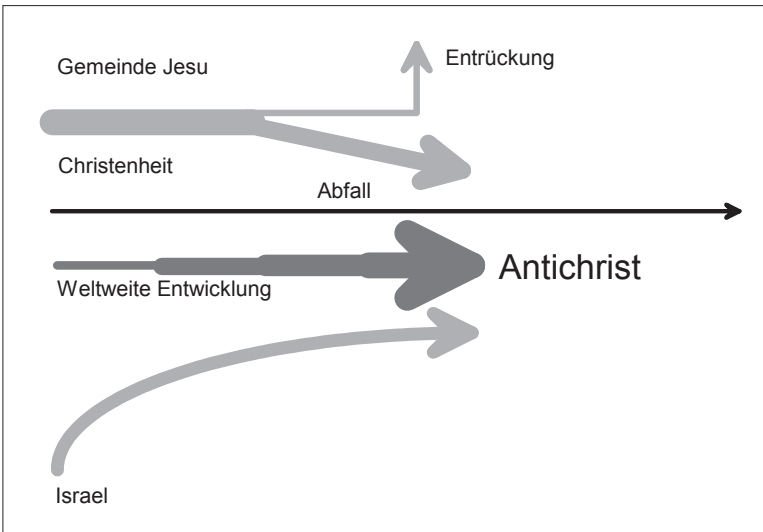 Gemeinde Jesu
Entrückung
Christenheit
Abfall
Antichrist
Weltweite Entwicklung
Israel